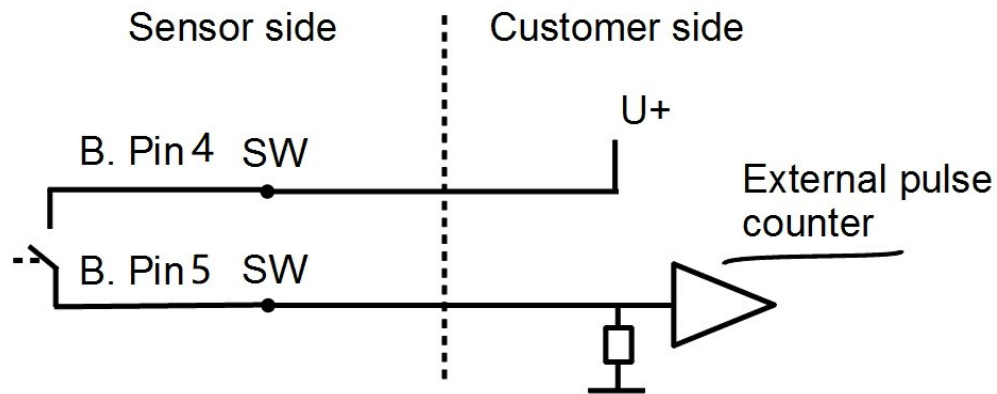 Sensor side
Customer side
U+
B. Pin 4 SW
External pulse
counter
B. Pin 5 SW